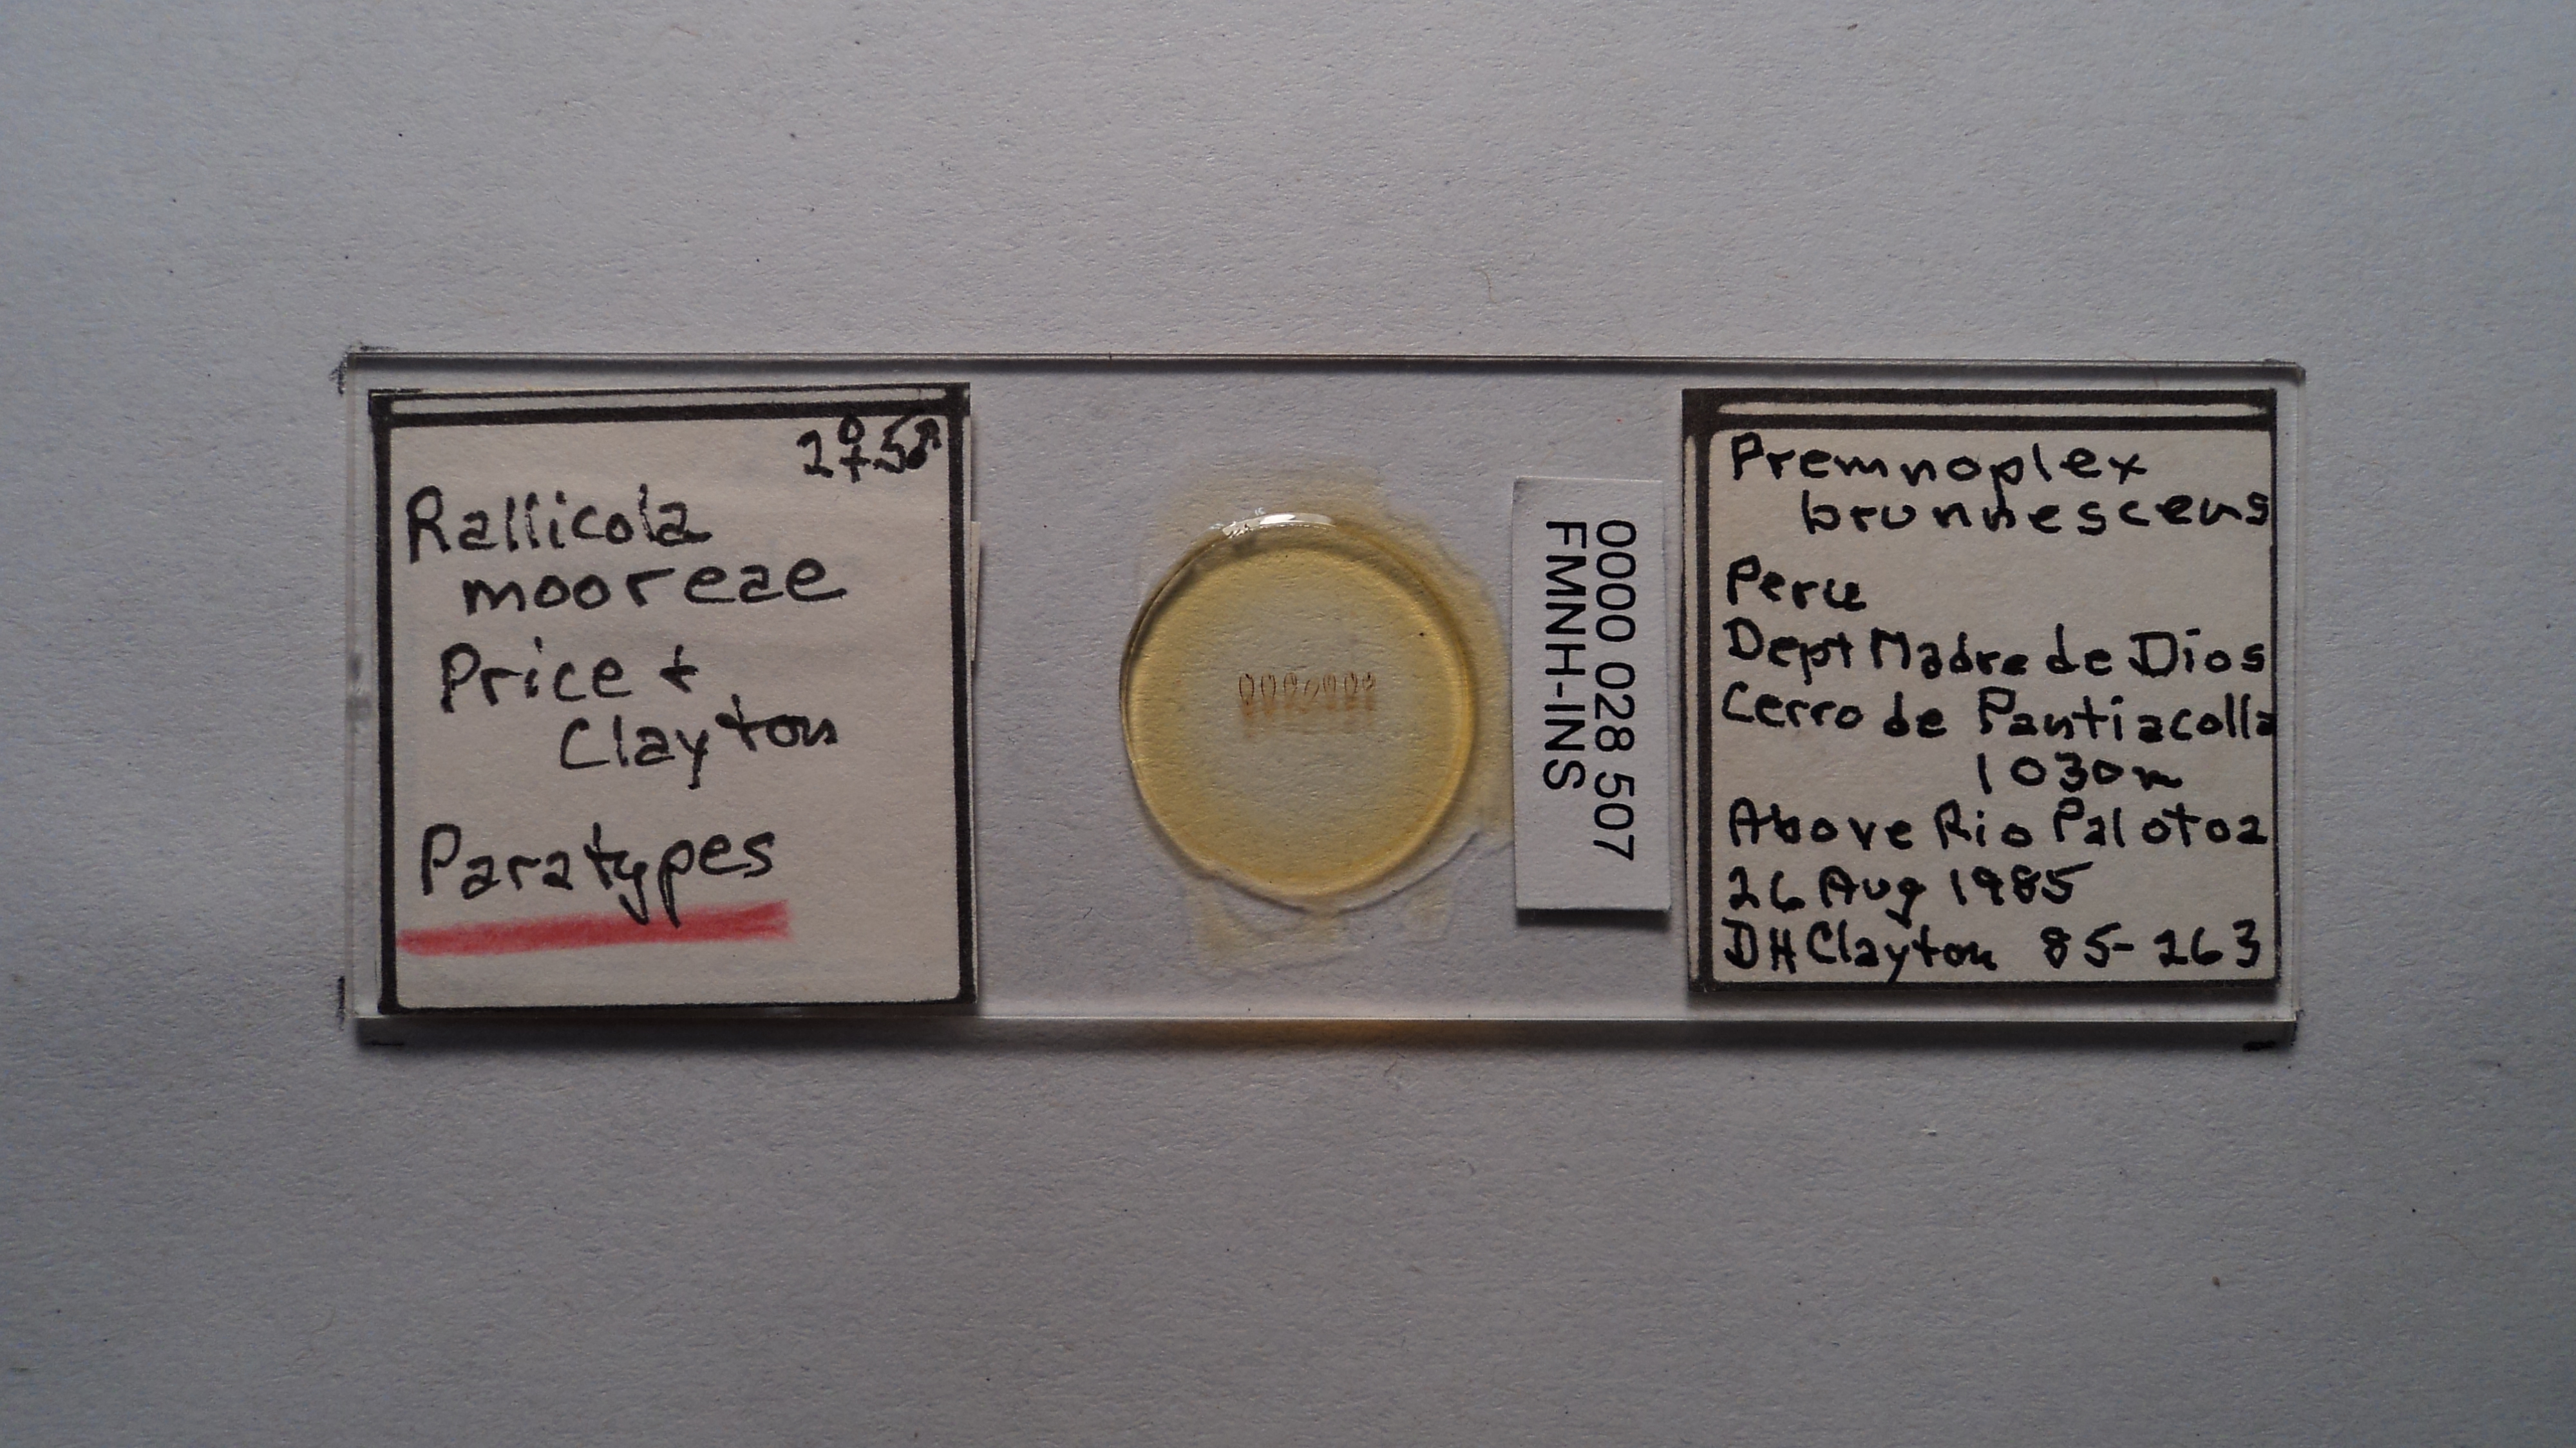 2♀5♂
Rallicola
mooreae
Price +
Clayton
Paratypes
0000 028 507
FMNH-INS
Premnoplex
brunnescens
Peru
Dept Madre de Dios
Cerro de Pantiacolla
1030m
Above Rio Palotoa
26 Aug 1985
DH Clayton 85-263